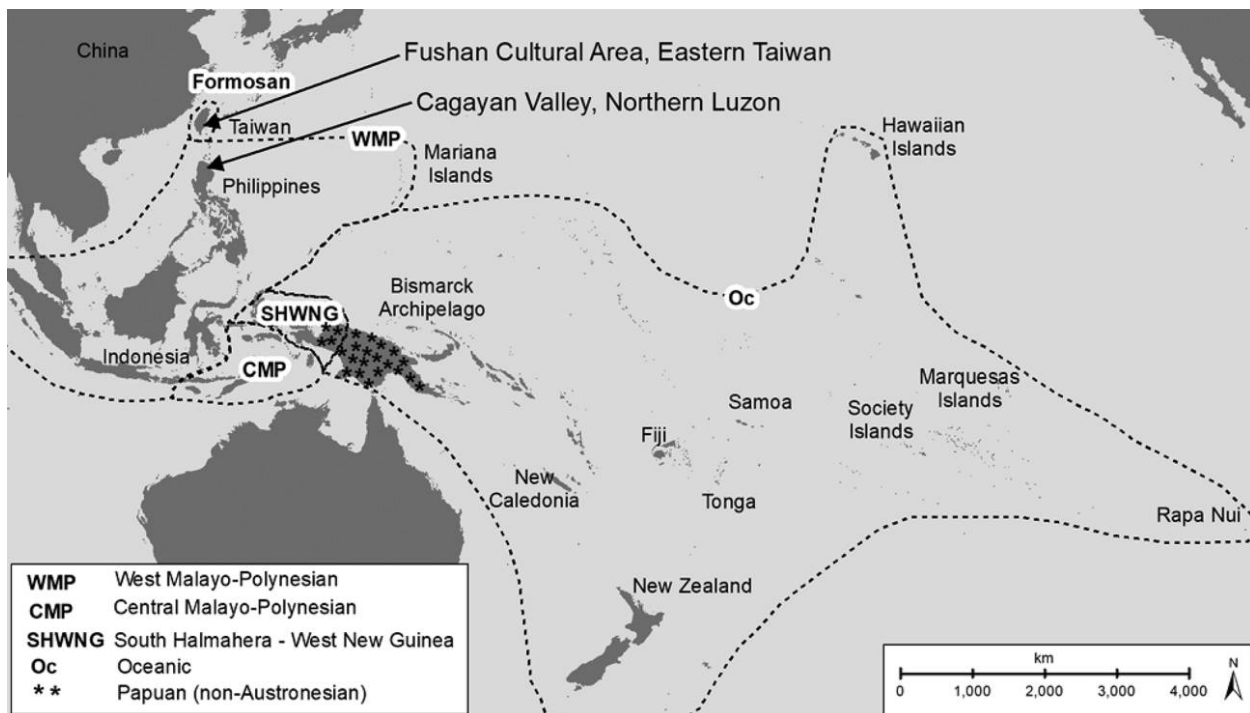 China
Fushan Cultural Area, Eastern Taiwan
Formosan
Cagayan Valley, Northern Luzon
Taiwan
WMP
Hawaiian
Islands
Mariana
Islands
Philippines
Bismarck
Archipelago
Oc
SHWNG
Indonesia
CMP
Marquesas
Islands
Samoa
Society
Islands
Fiji
New
Caledonia
Tonga
Rapa Nui
New Zealand
WMP West Malayo-Polynesian
CMP Central Malayo-Polynesian
SHWNG South Halmahera - West New Guinea
Oc Oceanic
** Papuan (non-Austronesian)
km
0 1,000 2,000 3,000 4,000
N